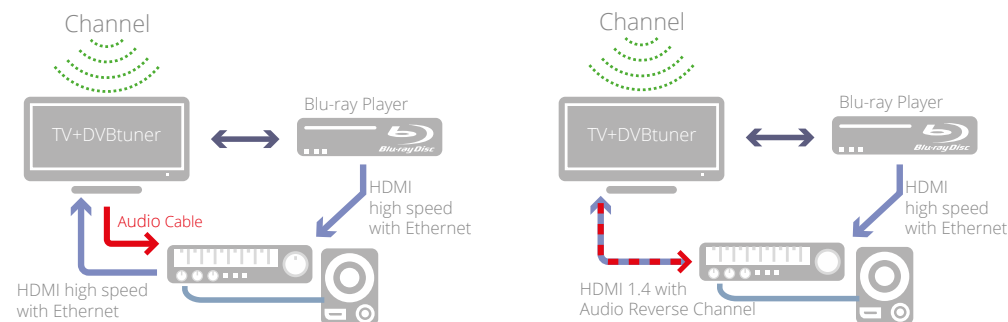 Channel
Blu-ray Player
TV+DVBtuner
Blu-ray Disc
HDMI
high speed
with Ethernet
Audio Cable
HDMI high speed
with Ethernet
Channel
Blu-ray Player
TV+DVBtuner
Blu-ray Disc
HDMI
high speed
with Ethernet
HDMI 1.4 with
Audio Reverse Channel